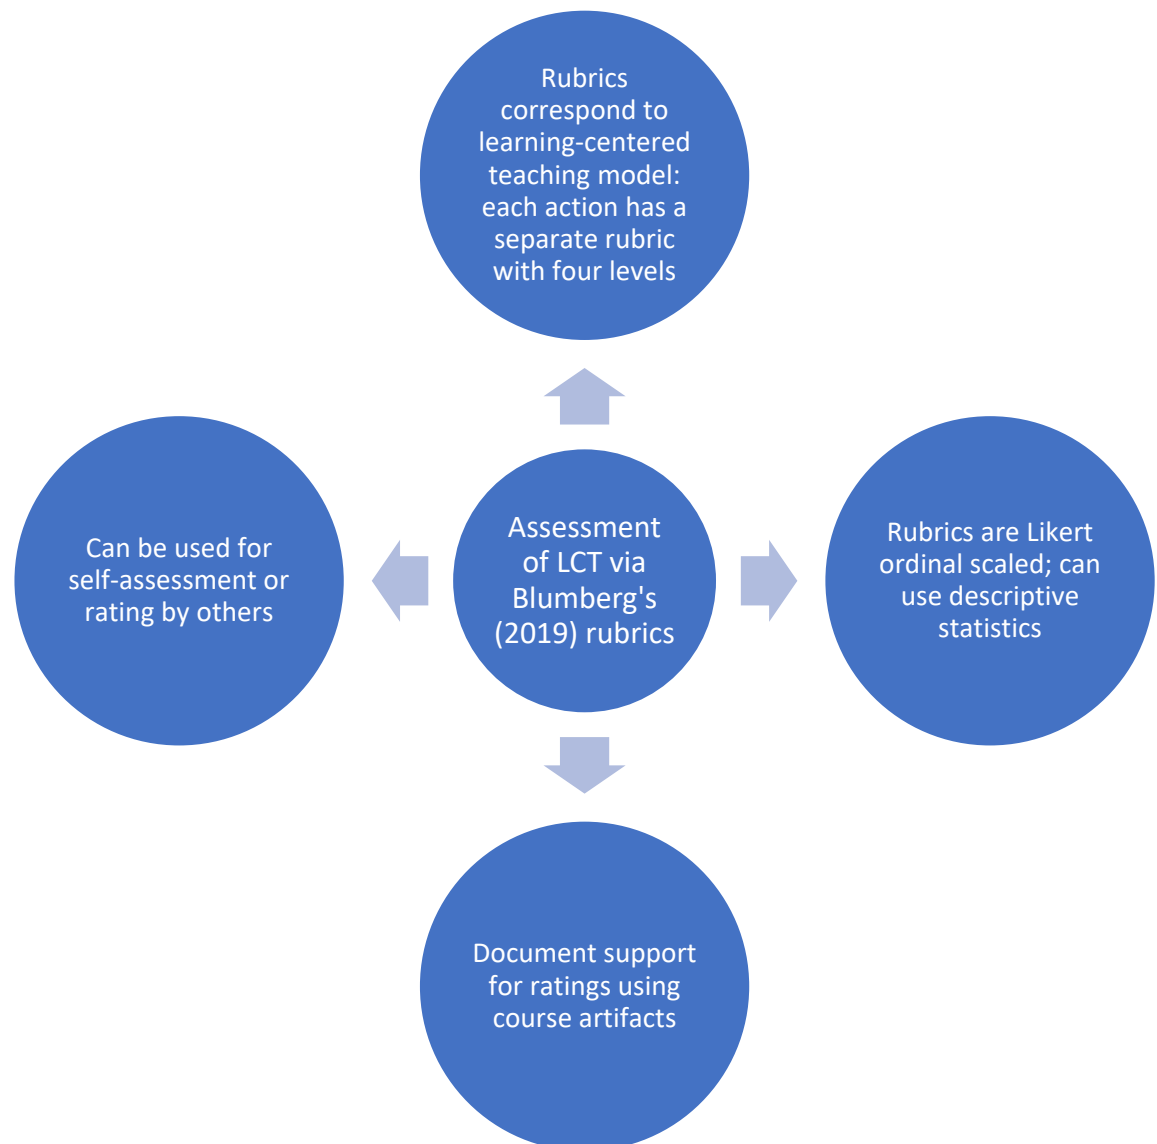 Rubrics
correspond to
learning-centered
teaching model:
each action has a
separate rubric
with four levels
Can be used for
self-assessment or
rating by others
Assessment
of LCT via
Blumberg's
(2019) rubrics
Rubrics are Likert
ordinal scaled; can
use descriptive
statistics
Document support
for ratings using
course artifacts